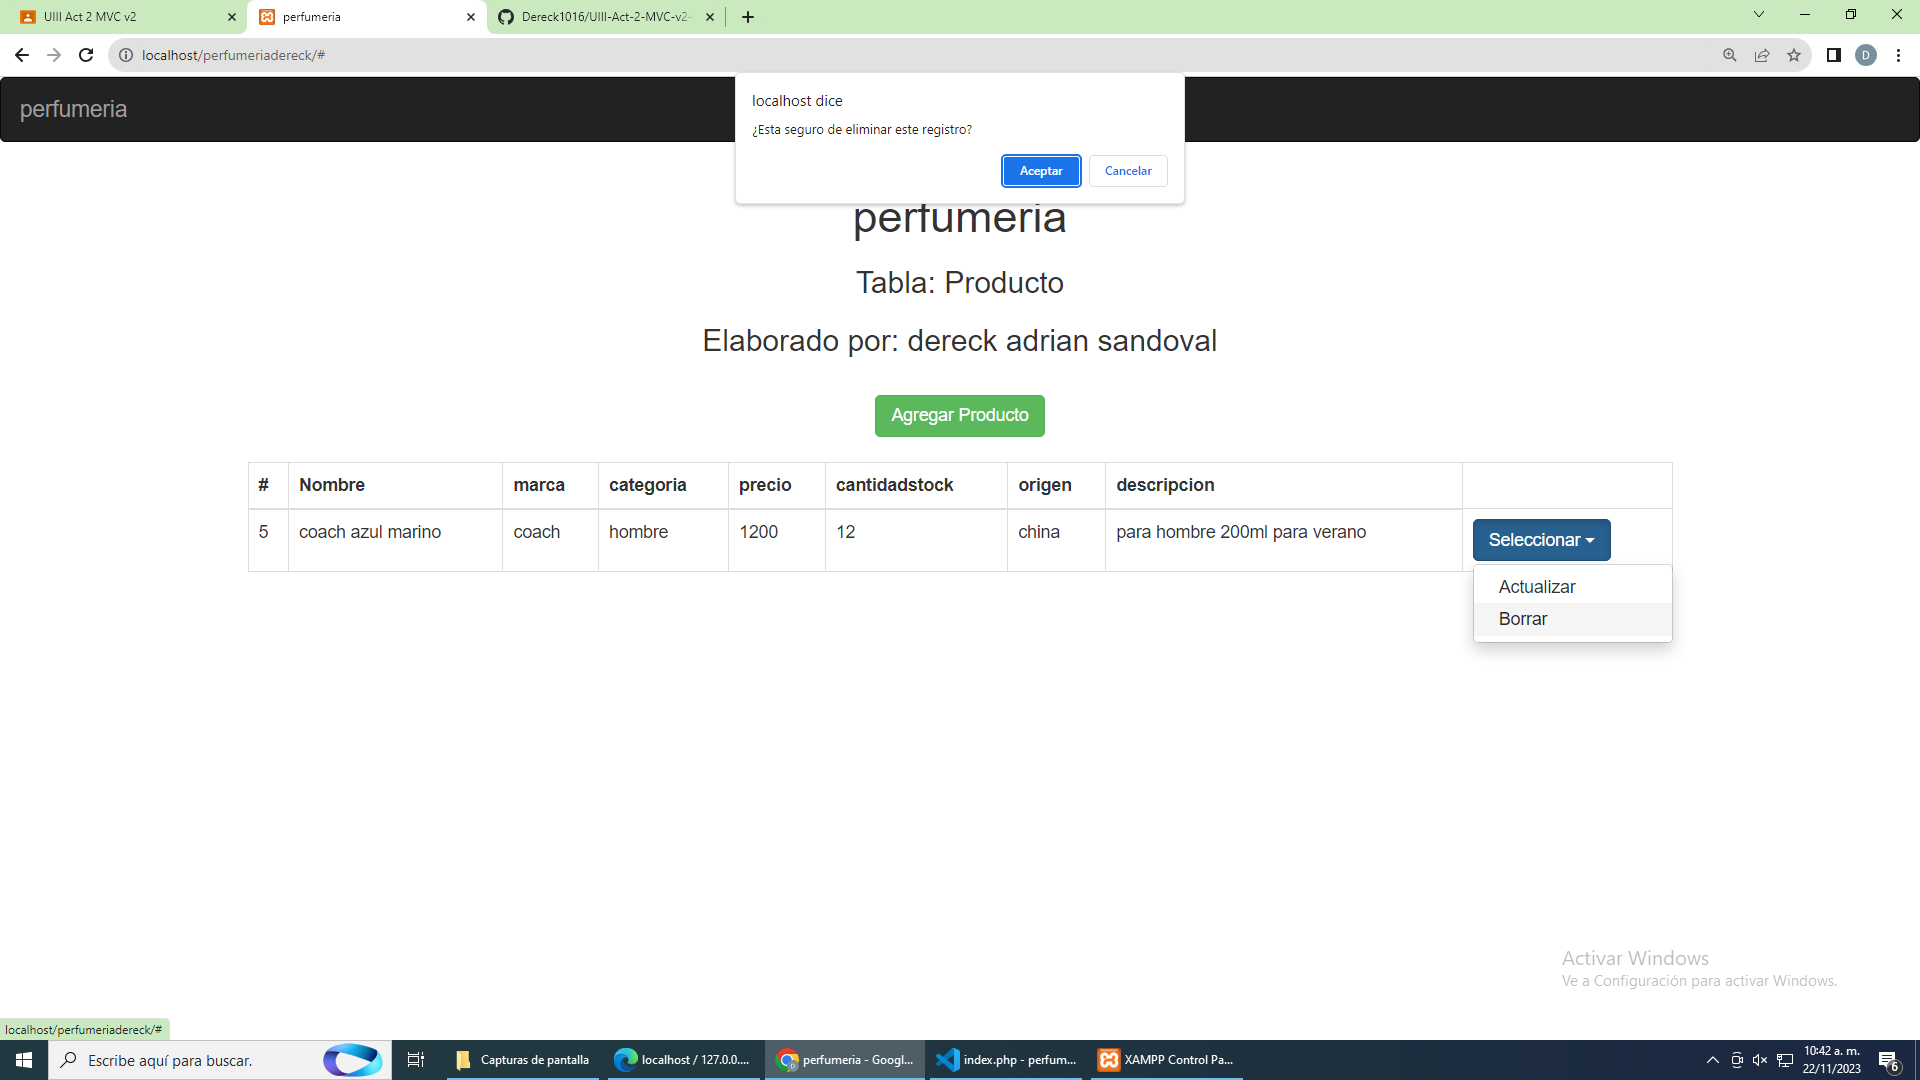 UIII Act 2 MVC v2
perfumeria
Dereck1016/UIII-Act-2-MVC-v2-
localhost/perfumeriadereck/#
D
perfumeria
localhost dice
¿Esta seguro de eliminar este registro?
Aceptar
Cancelar
perfumeria
Tabla: Producto
Elaborado por: dereck adrian sandoval
Agregar Producto
# Nombre marca categoria precio cantidadstock origen descripcion
5 coach azul marino coach hombre 1200 12 china para hombre 200ml para verano
Seleccionar
Actualizar
Borrar
Activar Windows
Ve a Configuración para activar Windows.
localhost/perfumeriadereck/#
Escribe aquí para buscar.
Capturas de pantalla
localhost / 127.0.0....
perfumeria - Googl...
index.php - perfum...
XAMPP Control Pa...
10:42 a. m.
22/11/2023
6